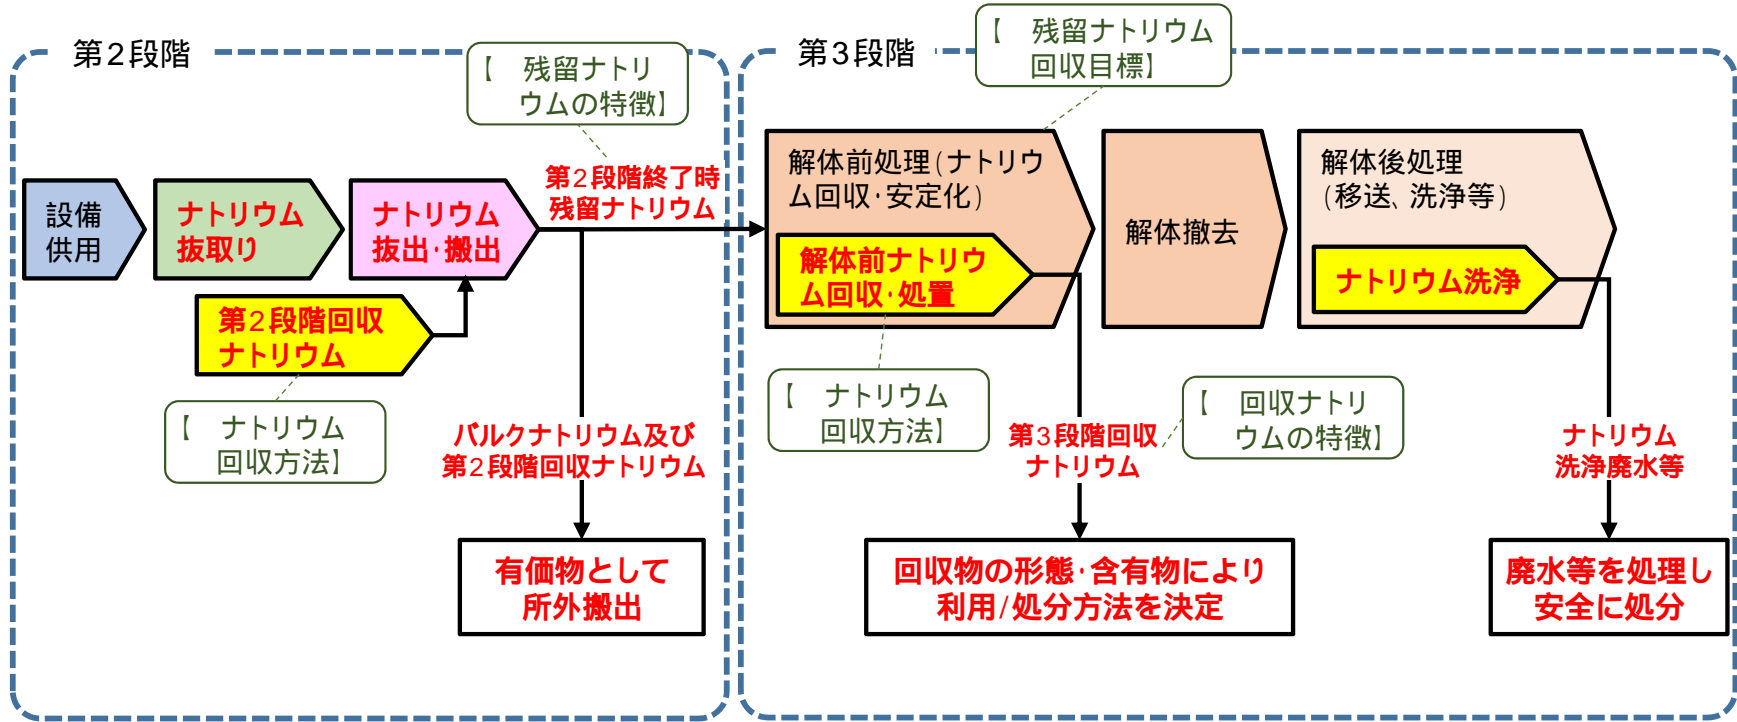 第2段階
【 残留ナトリ
ウムの特徴】
設備
供用
ナトリウム
抜取り
ナトリウム
抜出・搬出
第2段階終了時
残留ナトリウム
第2段階回収
ナトリウム
【 ナトリウム
回収方法】
バルクナトリウム及び
第2段階回収ナトリウム
有価物として
所外搬出
第3段階
【 残留ナトリウム
回収目標】
解体前処理(ナトリウ
ム回収・安定化)
解体前ナトリウ
ム回収・処置
解体撤去
解体後処理
(移送、洗浄等)
ナトリウム洗浄
【 ナトリウム
回収方法】
第3段階回収
ナトリウム
【 回収ナトリ
ウムの特徴】
ナトリウム
洗浄廃水等
回収物の形態・含有物により
利用/処分方法を決定
廃水等を処理し
安全に処分